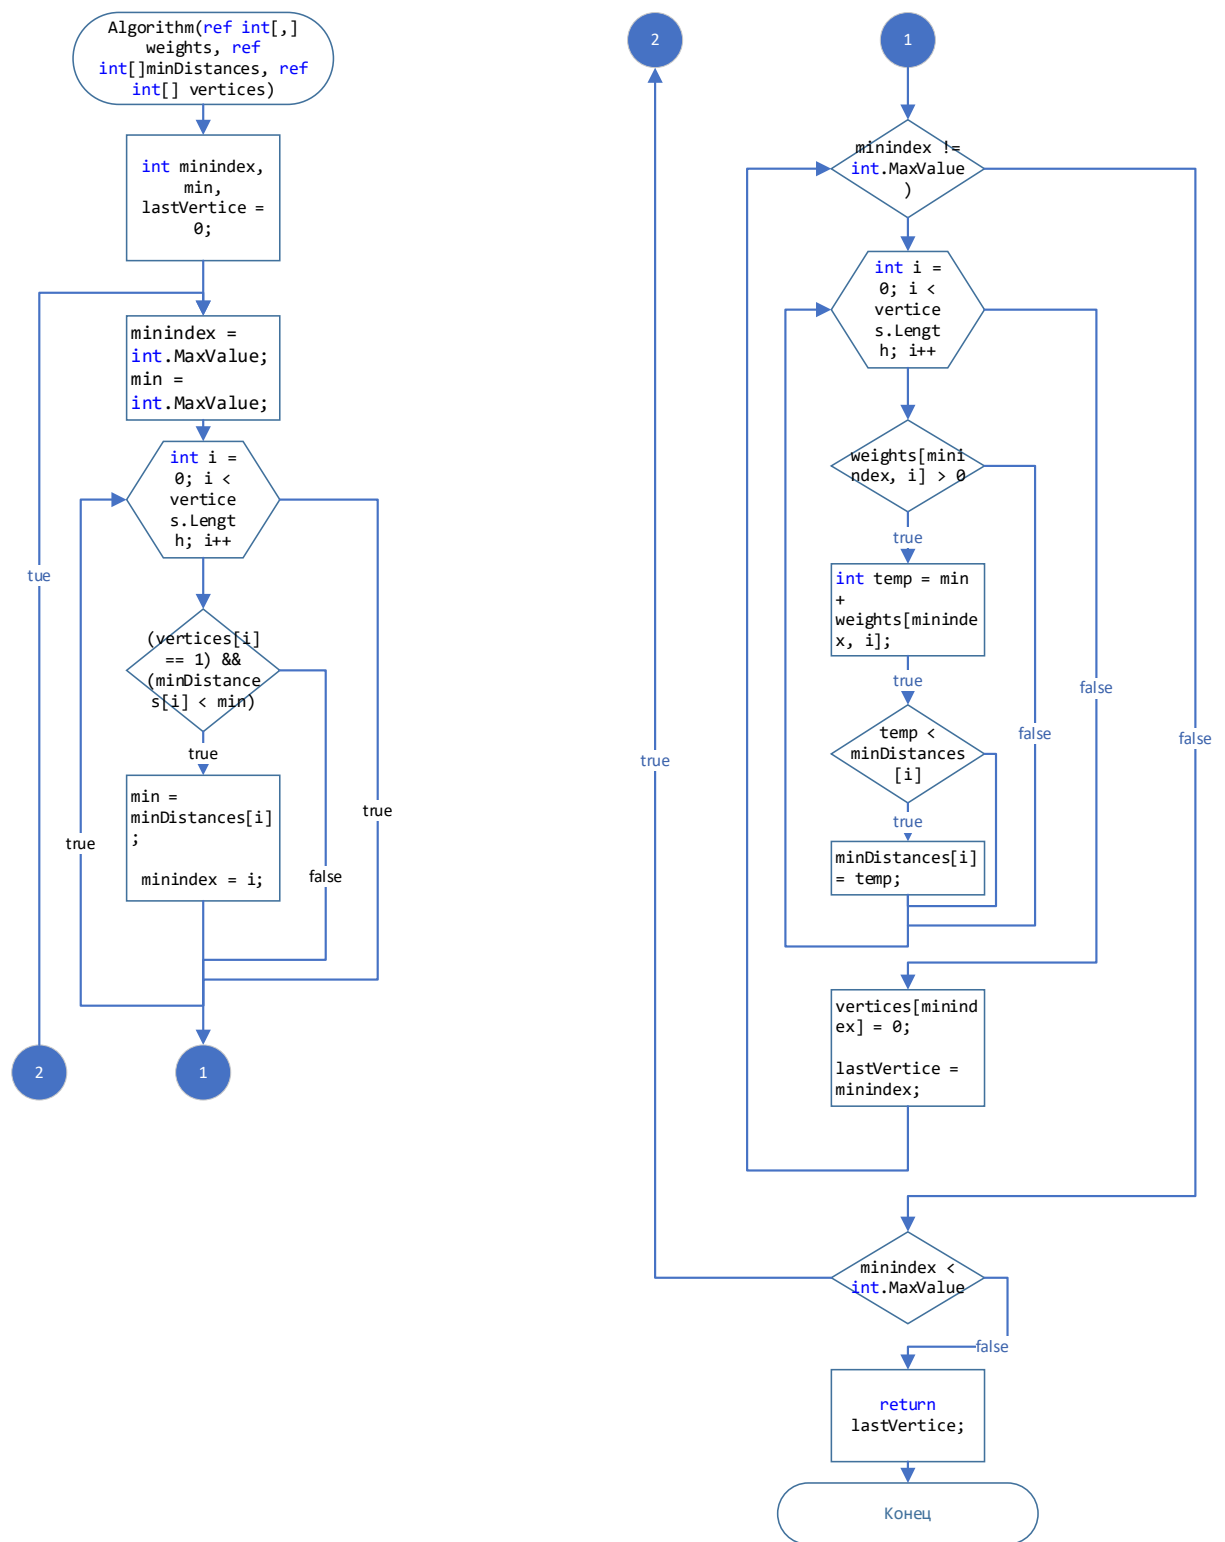 Algorithm(ref int[,]
weights, ref
int[]minDistances, ref
int[] vertices)
int minindex,
min,
lastVertice =
0;
minindex =
int.MaxValue;
min =
int.MaxValue;
int i =
0; i <
vertice
s.Lengt
h; i++
tue
(vertices[i]
== 1) &&
(minDistance
s[i] < min)
true
min =
minDistances[i]
;
minindex = i;
true
true
false
2
1
2
1
minindex !=
int.MaxValue
)
int i =
0; i <
vertice
s.Lengt
h; i++
weights[mini
ndex, i] > 0
true
int temp = min
+
weights[mininde
x, i];
true
temp <
minDistances
[i]
true
minDistances[i]
= temp;
false
false
false
true
vertices[minind
ex] = 0;
lastVertice =
minindex;
minindex <
int.MaxValue
false
return
lastVertice;
Конец